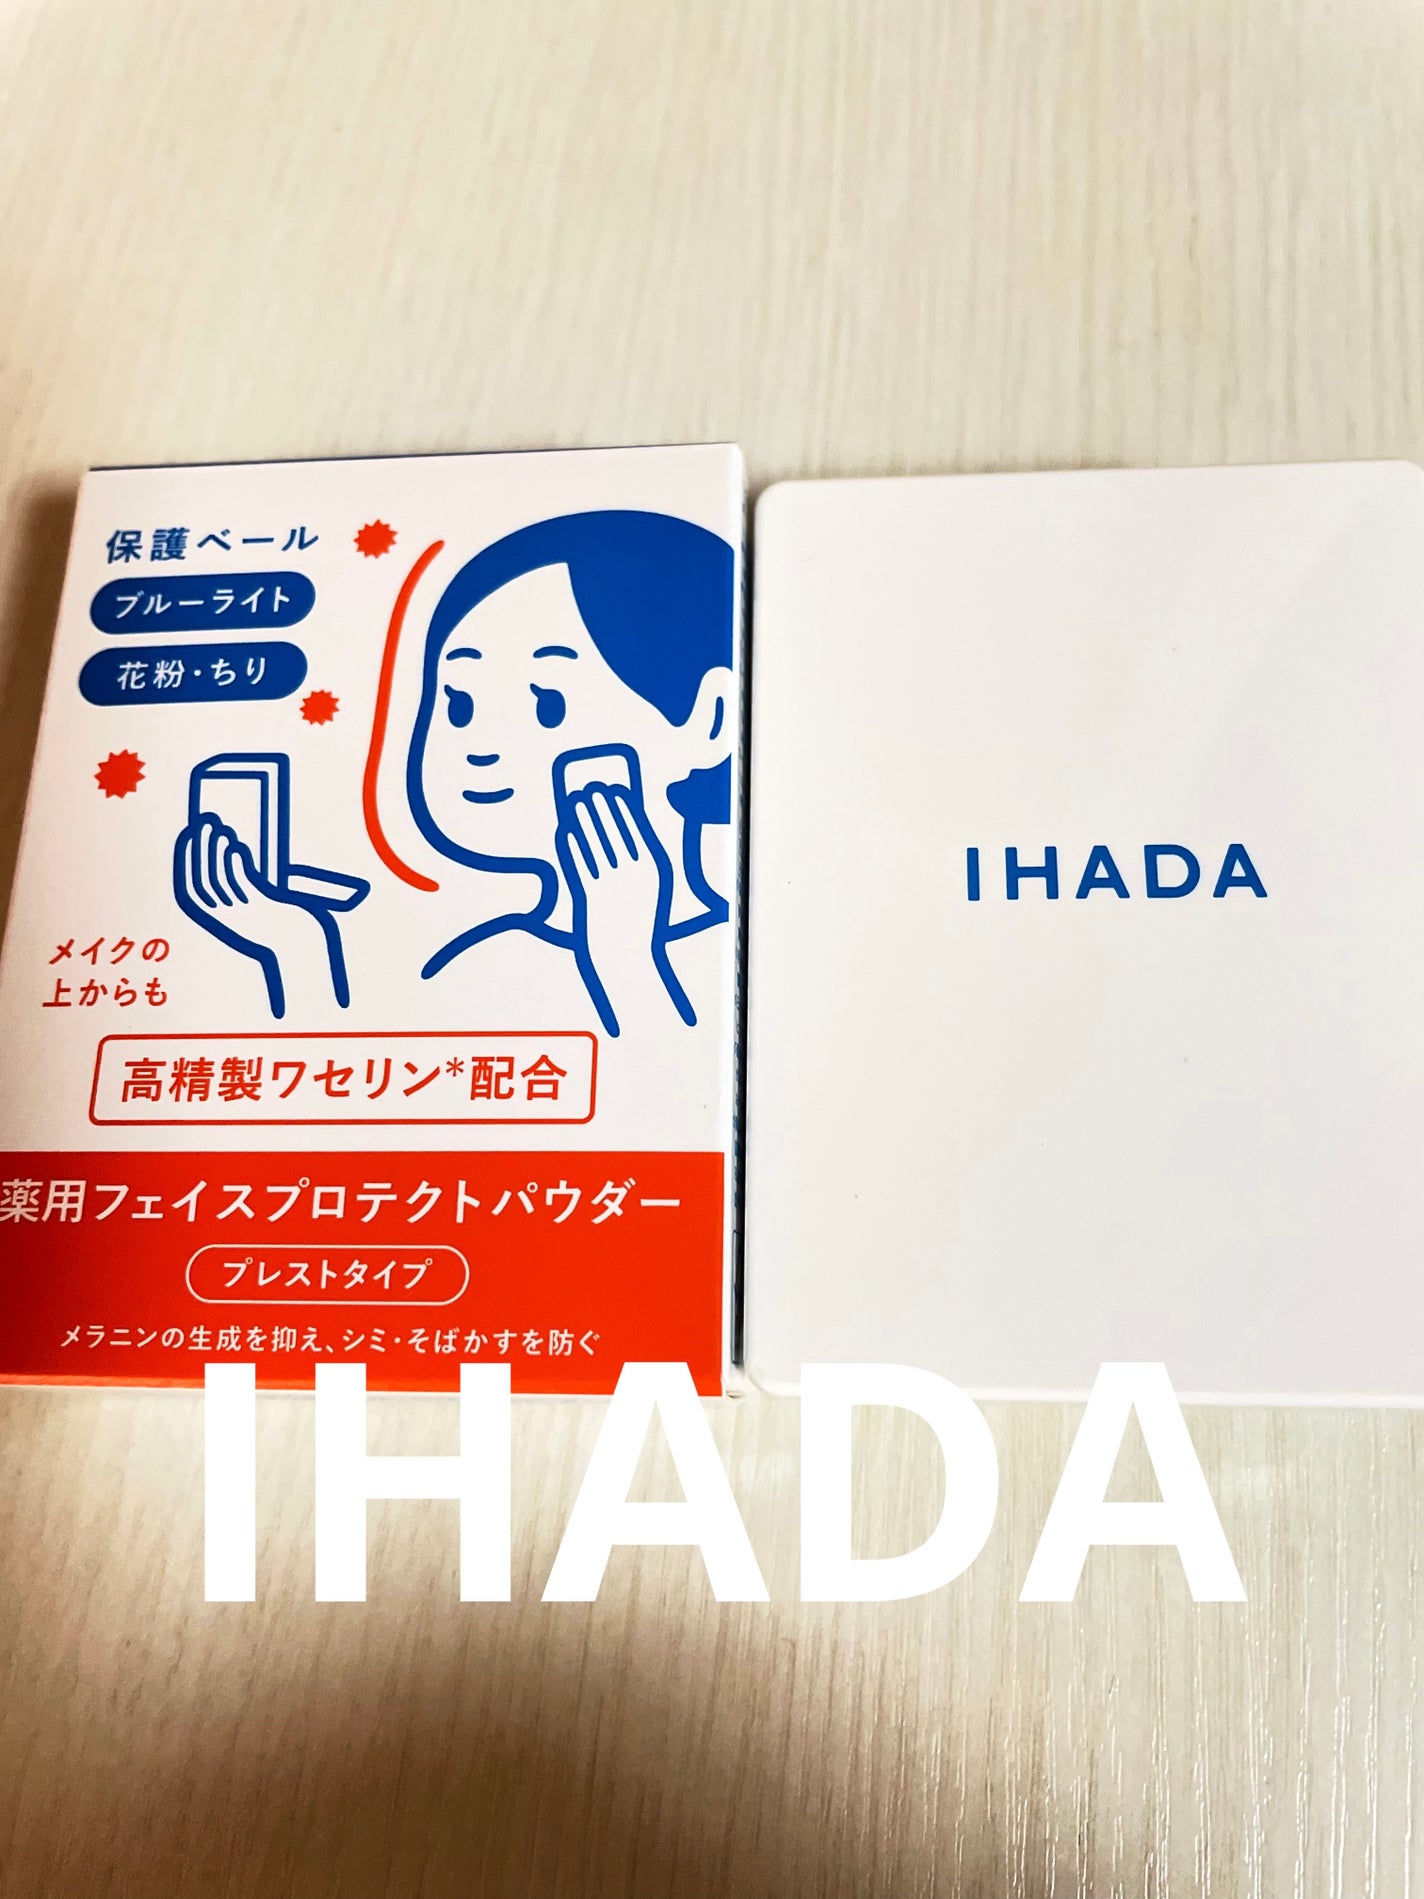 保護ベール
ブルーライト
花粉・ちり
メイクの
上からも
高精製ワセリン*配合
薬用フェイスプロテクトパウダー
プレストタイプ
メラニンの生成を抑え、シミ・そばかすを防ぐ
IHADA
IHADA